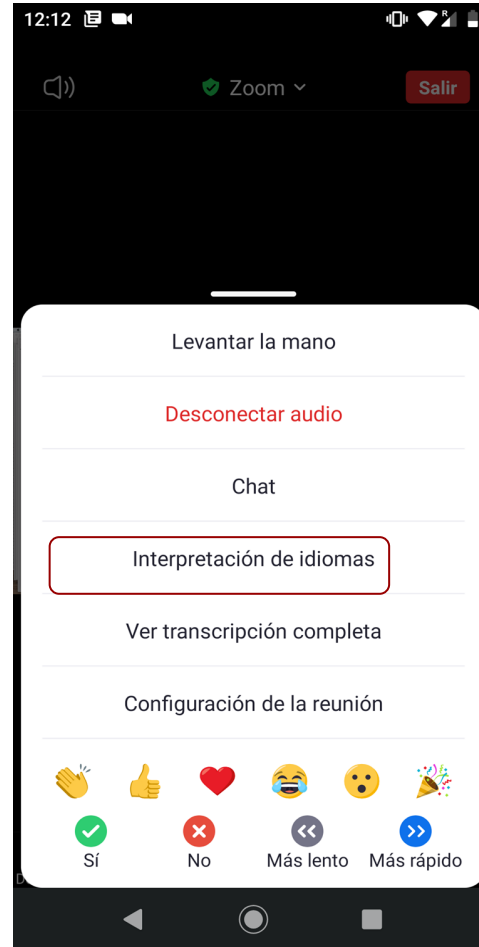 12:12
R
Zoom
Salir
Levantar la mano
Desconectar audio
Chat
Interpretación de idiomas
Ver transcripción completa
Configuración de la reunión
Sí
No
Más lento
Más rápido
D